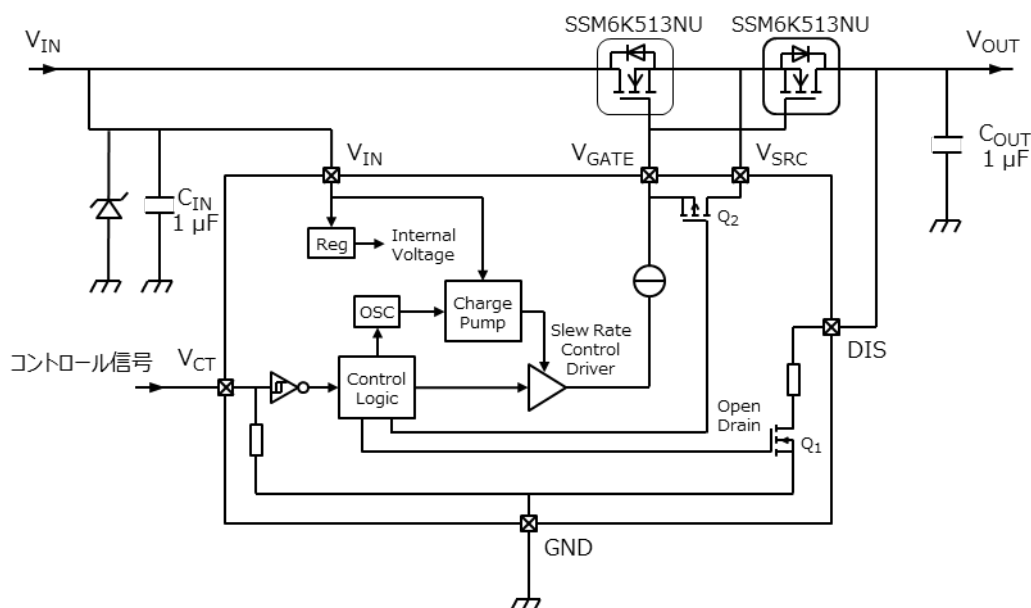 SSM6K513NU
SSM6K513NU
VIN
VOUT
VIN
VGATE
VSRC
COUT
1 μF
CIN
1 μF
Q2
Reg
Internal
Voltage
OSC
Charge
Pump
Slew Rate
Control
Driver
DIS
コントロール信号
VCT
Control
Logic
Open
Drain
Q1
GND